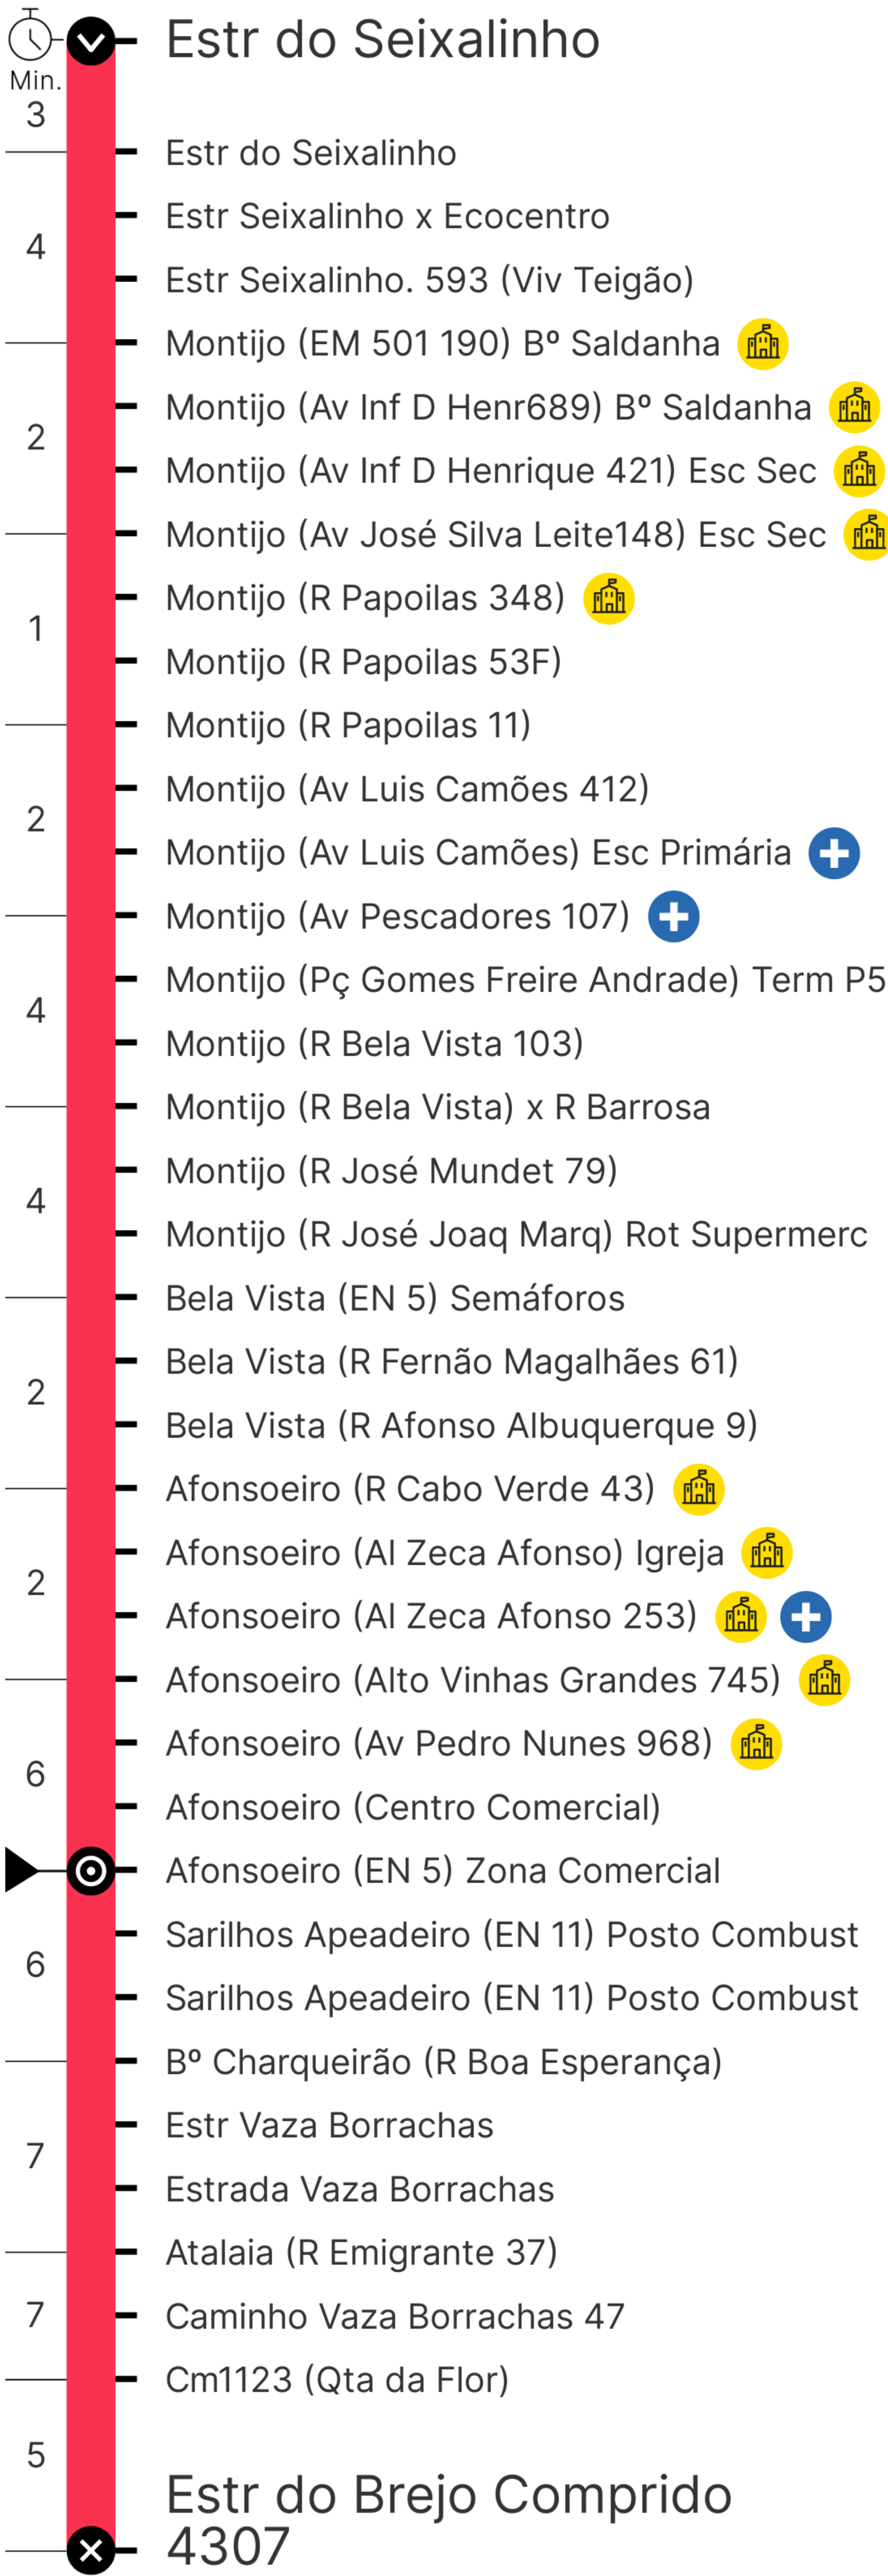 Estr do Seixalinho
Min.
3
Estr do Seixalinho
Estr Seixalinho x Ecocentro
4
Estr Seixalinho. 593 (Viv Teigão)
Montijo (EM 501 190) Bº Saldanha
Montijo (Av Inf D Henr689) Bº Saldanha
2
Montijo (Av Inf D Henrique 421) Esc Sec
Montijo (Av José Silva Leite148) Esc Sec
Montijo (R Papoilas 348)
1
Montijo (R Papoilas 53F)
Montijo (R Papoilas 11)
Montijo (Av Luis Camões 412)
2
Montijo (Av Luis Camões) Esc Primária
Montijo (Av Pescadores 107)
Montijo (Pç Gomes Freire Andrade) Term P5
4
Montijo (R Bela Vista 103)
Montijo (R Bela Vista) x R Barrosa
Montijo (R José Mundet 79)
4
Montijo (R José Joaq Marq) Rot Supermerc
Bela Vista (EN 5) Semáforos
Bela Vista (R Fernão Magalhães 61)
2
Bela Vista (R Afonso Albuquerque 9)
Afonsoeiro (R Cabo Verde 43)
Afonsoeiro (Al Zeca Afonso) Igreja
2
Afonsoeiro (Al Zeca Afonso 253)
Afonsoeiro (Alto Vinhas Grandes 745)
Afonsoeiro (Av Pedro Nunes 968)
6
Afonsoeiro (Centro Comercial)
Afonsoeiro (EN 5) Zona Comercial
Sarilhos Apeadeiro (EN 11) Posto Combust
6
Sarilhos Apeadeiro (EN 11) Posto Combust
Bº Charqueirão (R Boa Esperança)
Estr Vaza Borrachas
7
Estrada Vaza Borrachas
Atalaia (R Emigrante 37)
7
Caminho Vaza Borrachas 47
Cm1123 (Qta da Flor)
5
Estr do Brejo Comprido
4307